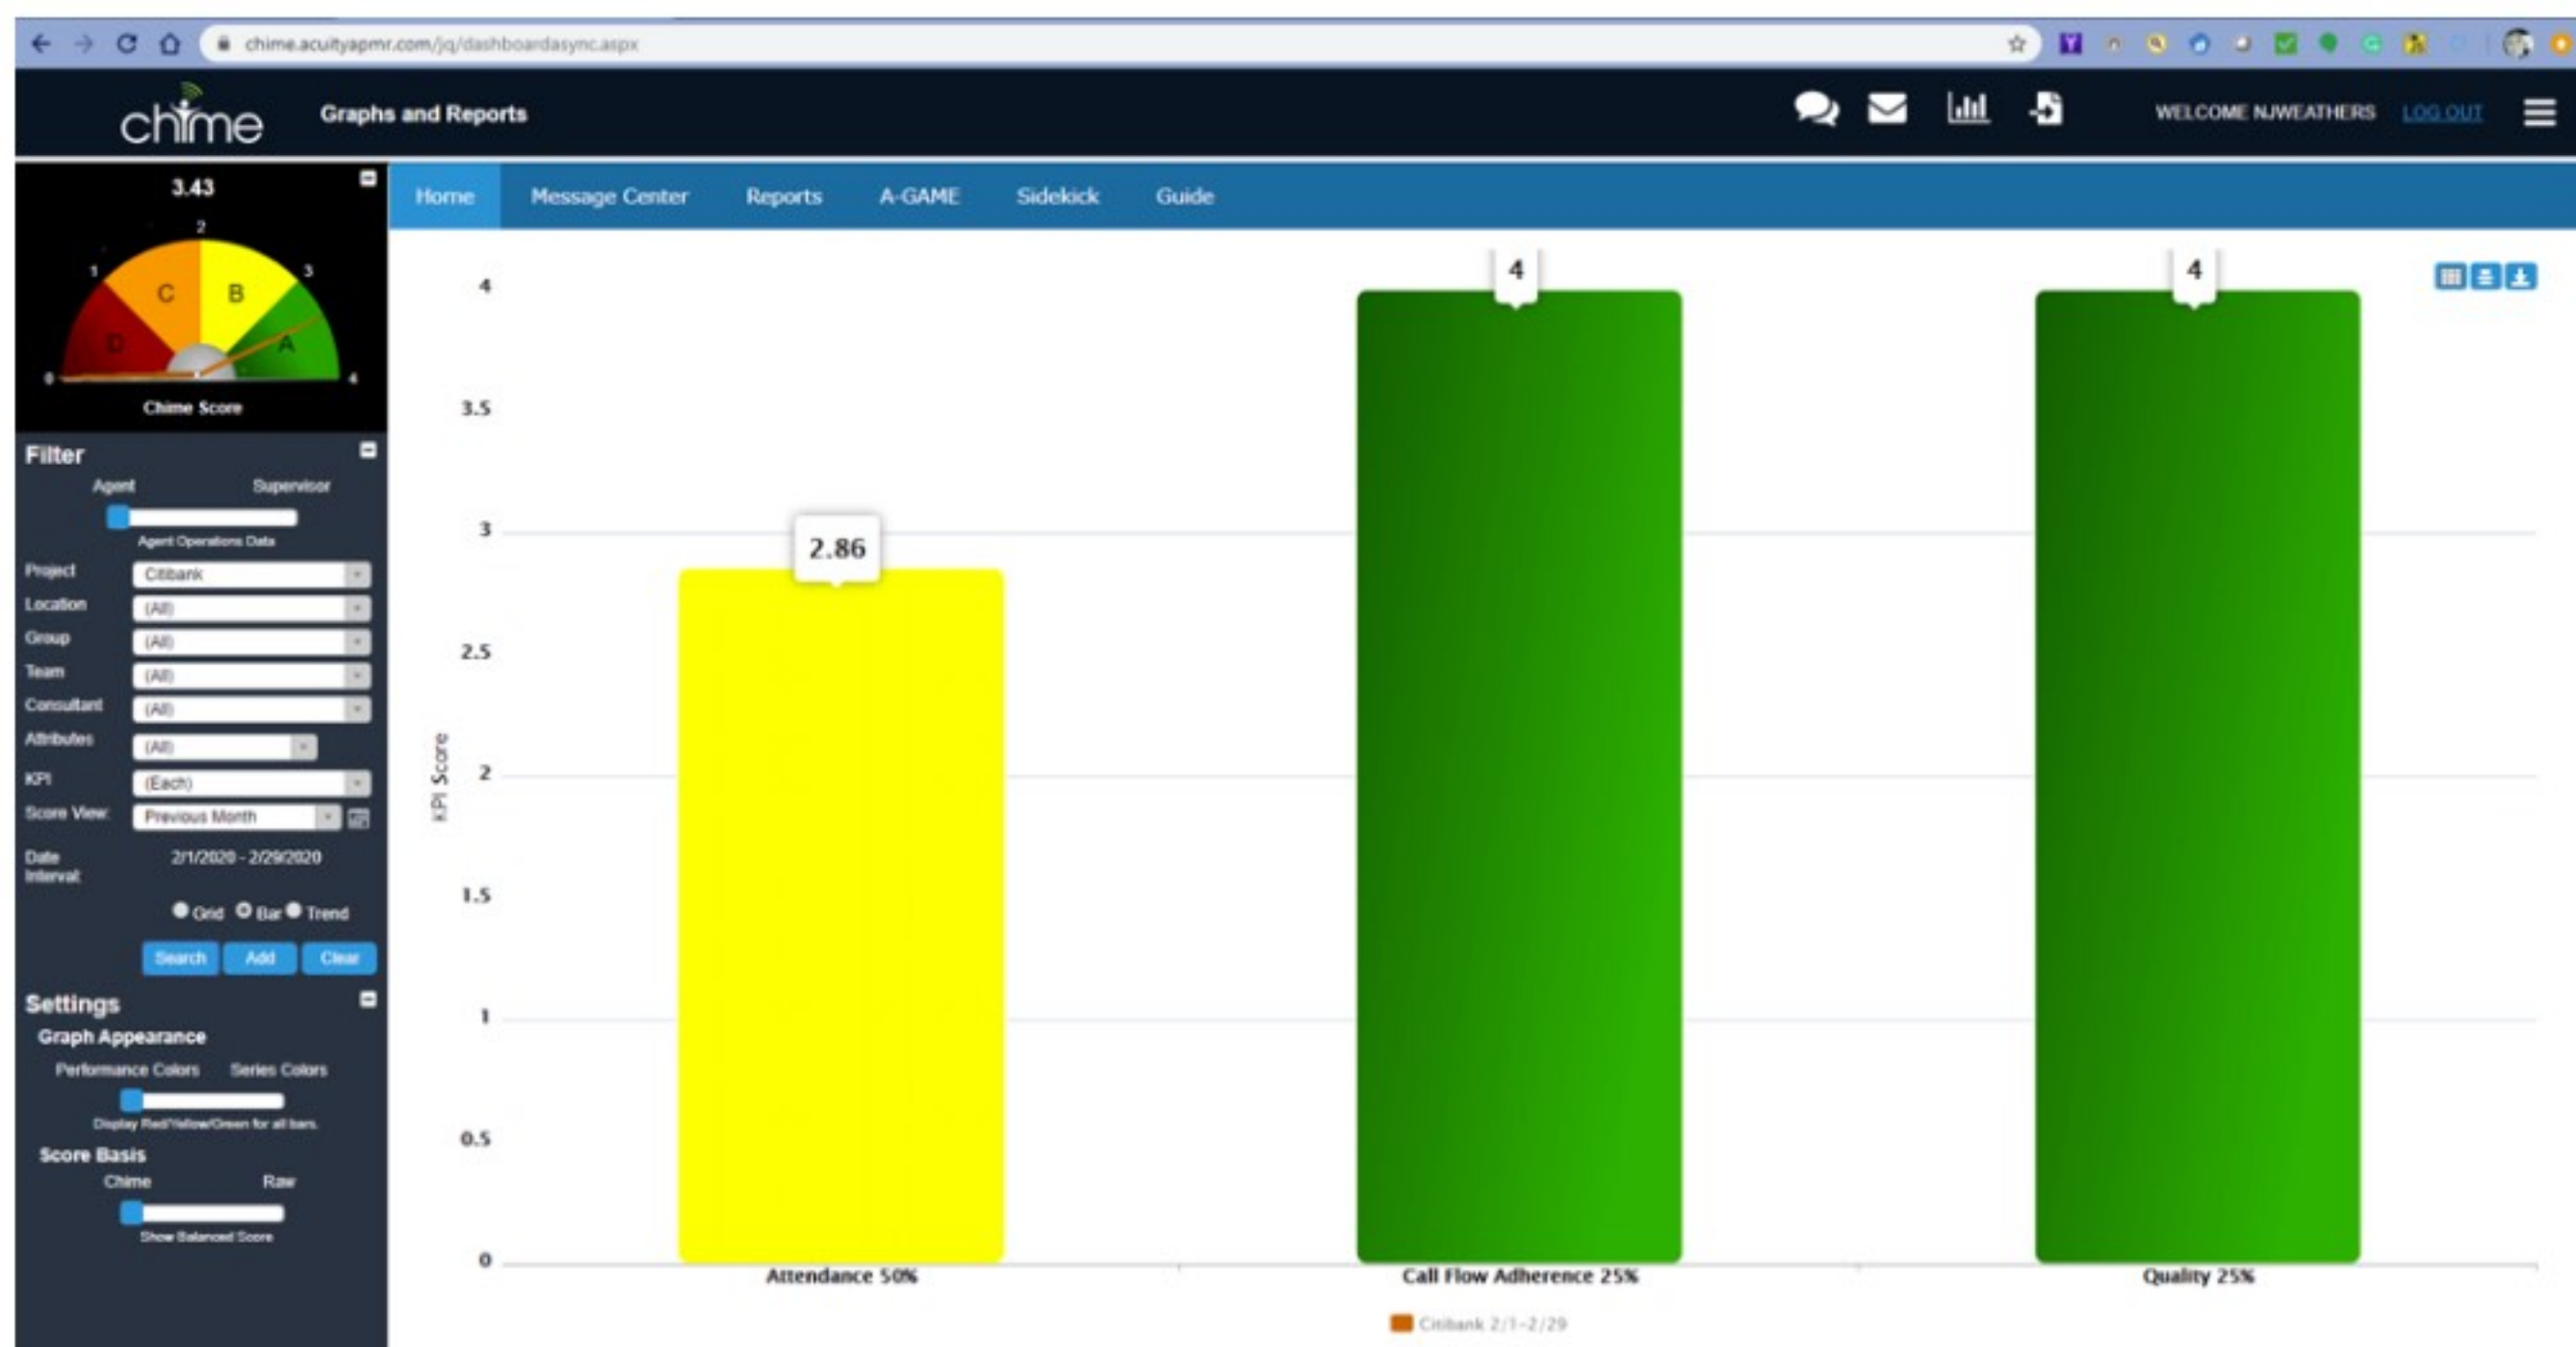 chime.acuityapmr.com/jq/dashboardasync.aspx
chime
Graphs and Reports
WELCOME NJWEATHERS LOG OUT
3.43
2
1 3
C B
D A
0 4
Chime Score
Home Message Center Reports A-GAME Sidekick Guide
Filter
Agent Supervisor
Agent Operations Data
Project Citibank
Location (All)
Group (All)
Team (All)
Consultant (All)
Attributes (All)
KPI (Each)
Score View: Previous Month
Date Interval: 2/1/2020 - 2/29/2020
Grid Bar Trend
Search Add Clear
Settings
Graph Appearance
Performance Colors Series Colors
Display Red/Yellow/Green for all bars.
Score Basis
Chime Raw
Show Balanced Score
KPI Score
4
3.5
3
2.5
2
1.5
1
0.5
0
2.86
4
4
Attendance 50%
Call Flow Adherence 25%
Quality 25%
Citibank 2/1-2/29